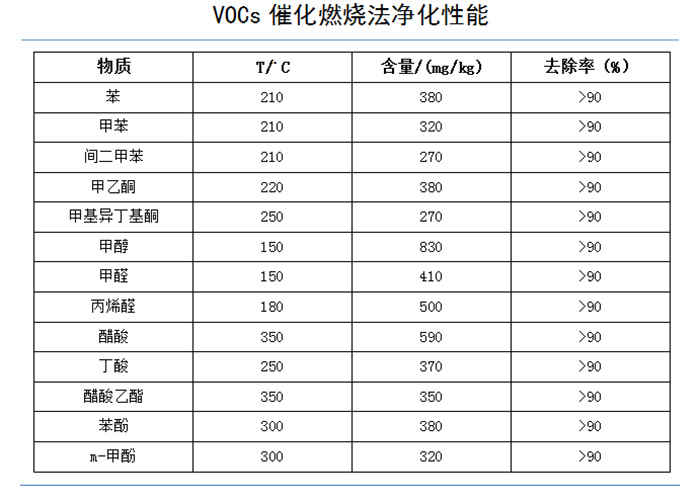 VOCs 催化燃烧法净化性能
物质 T/°C 含量/(mg/kg) 去除率（%）
苯 210 380 >90
甲苯 210 320 >90
间二甲苯 210 270 >90
甲乙酮 220 380 >90
甲基异丁基酮 250 270 >90
甲醇 150 830 >90
甲醛 150 410 >90
丙烯醛 180 500 >90
醋酸 350 590 >90
丁酸 250 370 >90
醋酸乙酯 350 350 >90
苯酚 300 380 >90
m-甲酚 300 320 >90